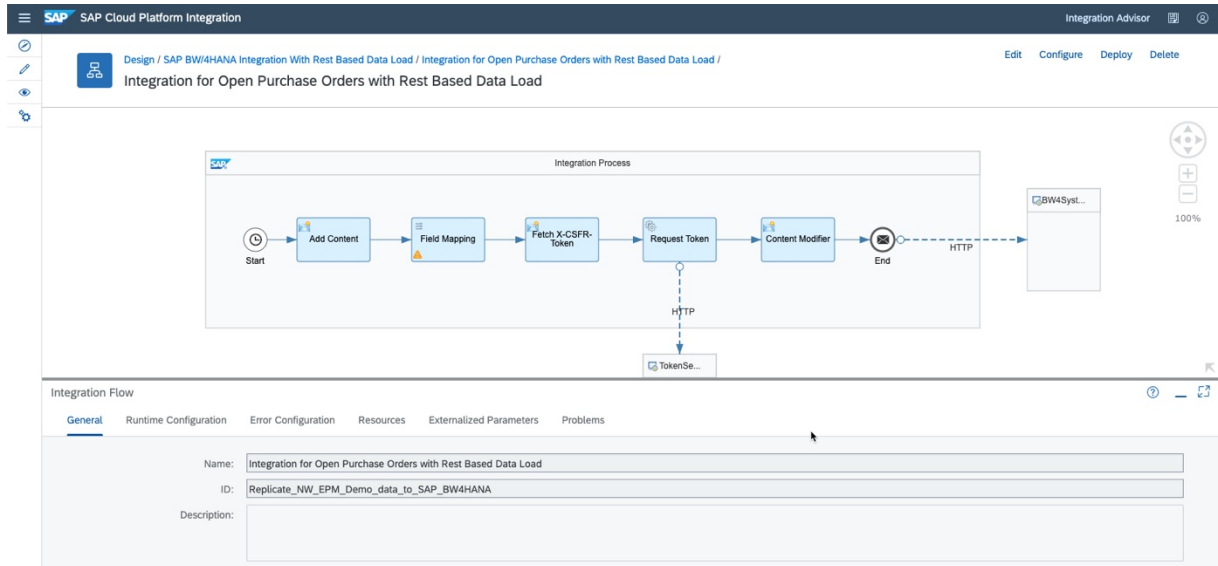 SAP SAP Cloud Platform Integration
Integration Advisor
Design / SAP BW/4HANA Integration With Rest Based Data Load / Integration for Open Purchase Orders with Rest Based Data Load /
Integration for Open Purchase Orders with Rest Based Data Load
Edit Configure Deploy Delete
SAP Integration Process
BW4Syst...
100%
Add Content
Field Mapping
Fetch X-CSFR-
Token
Request Token
Content Modifier
Start
End
HTTP
HTTP
TokenSe...
Integration Flow
General Runtime Configuration Error Configuration Resources Externalized Parameters Problems
Name: Integration for Open Purchase Orders with Rest Based Data Load
ID: Replicate_NW_EPM_Demo_data_to_SAP_BW4HANA
Description: